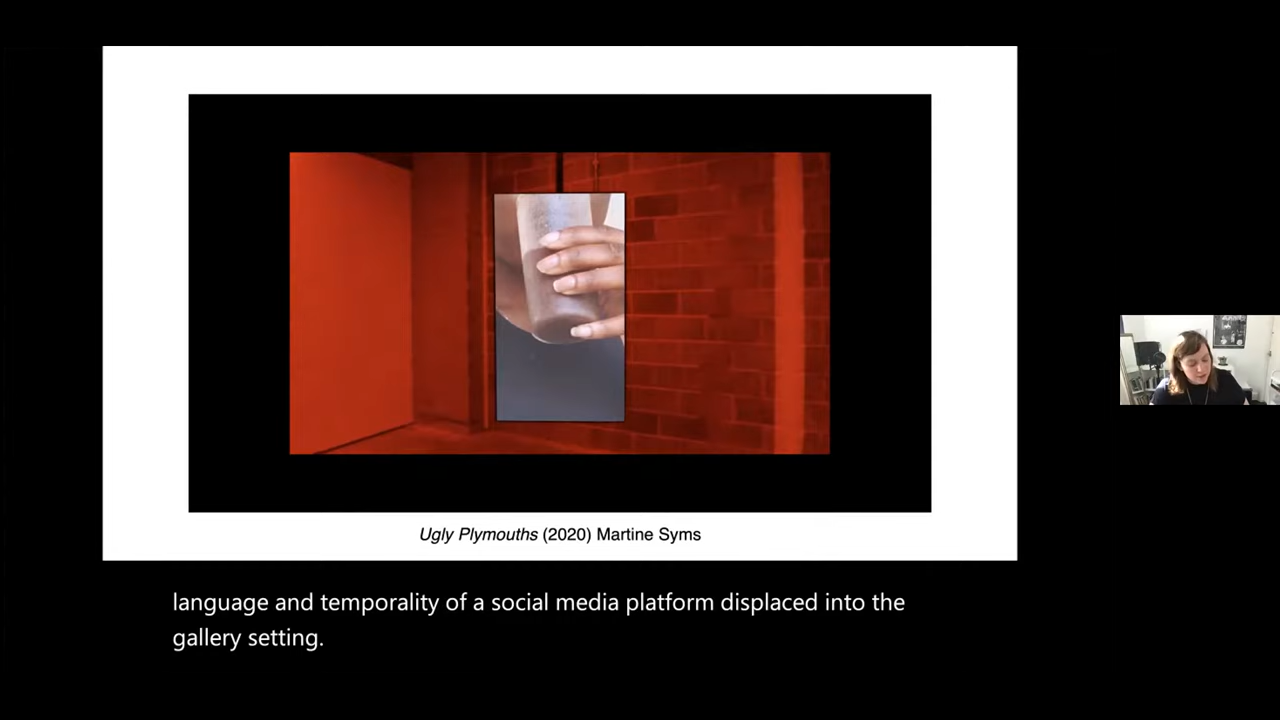 Ugly Plymouths (2020) Martine Syms
language and temporality of a social media platform displaced into the
gallery setting.